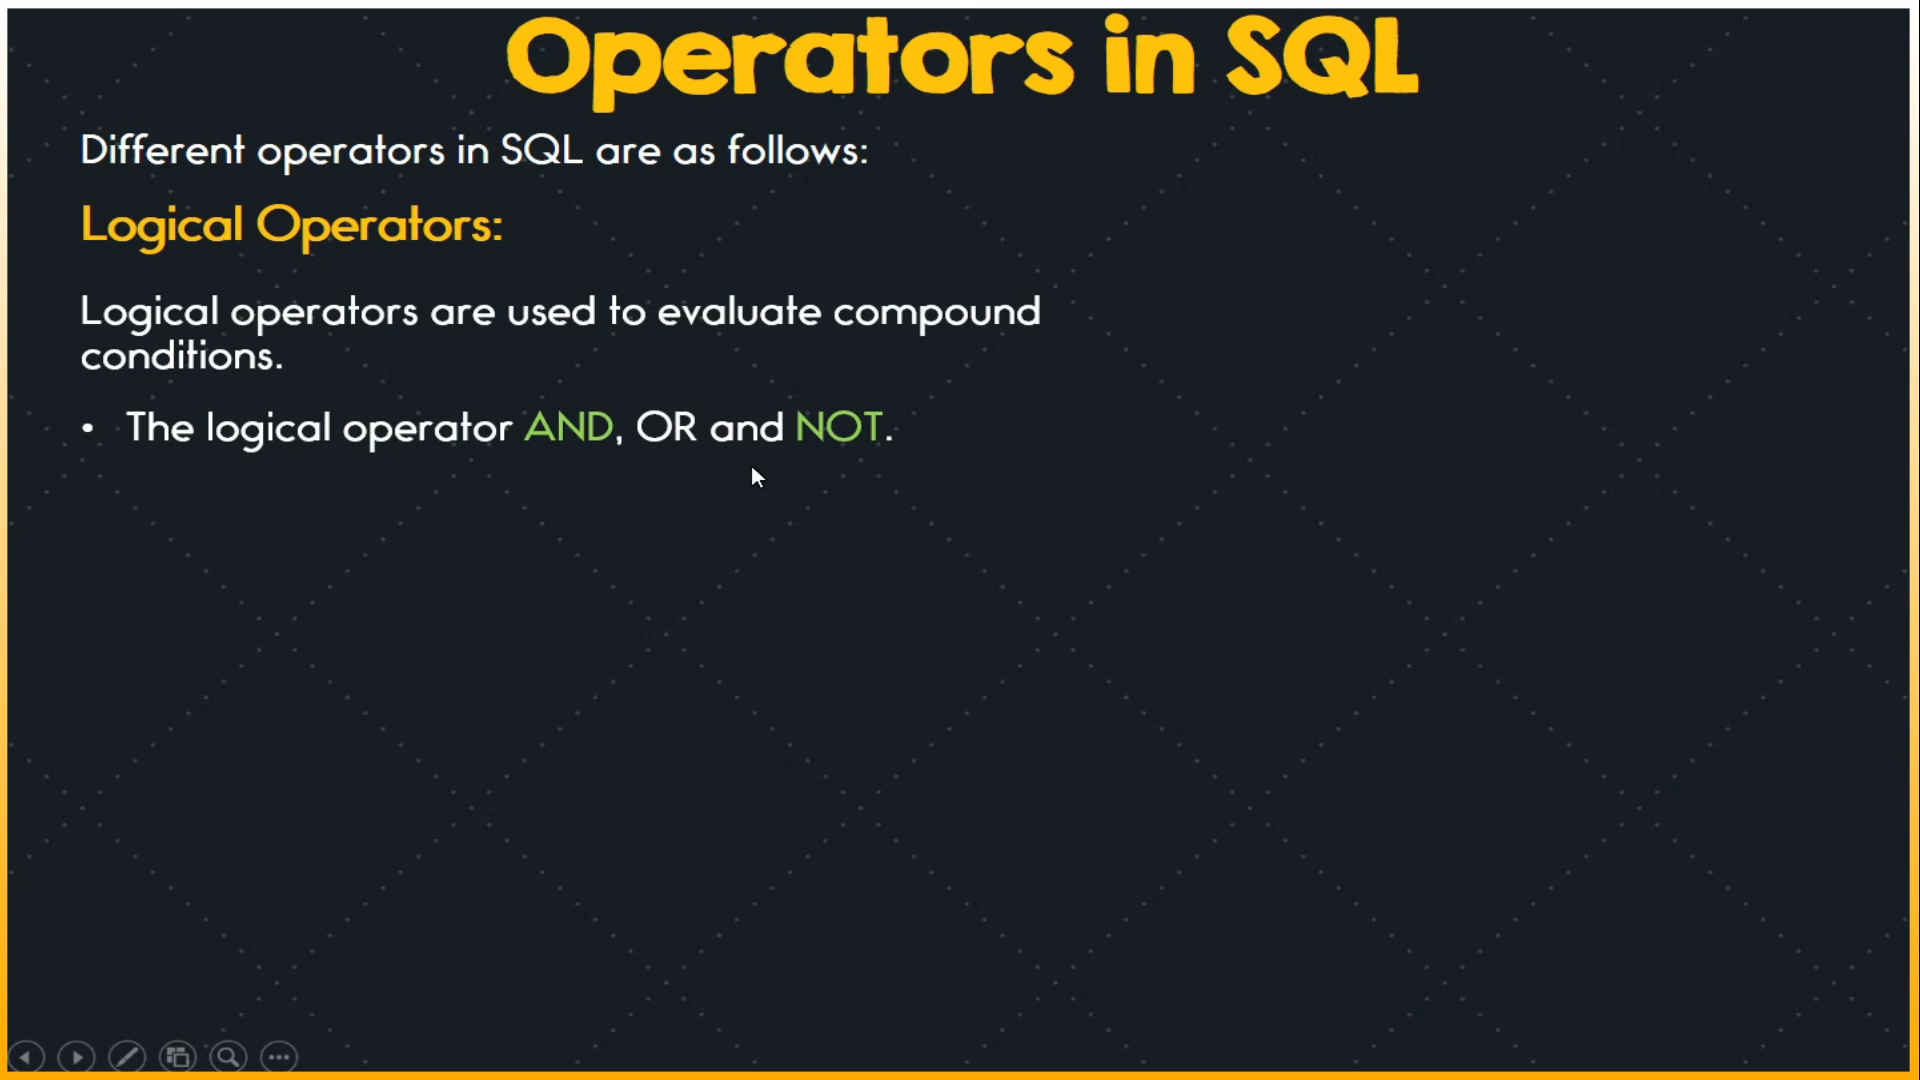 Operators in SQL
Different operators in SQL are as follows:
Logical Operators:
Logical operators are used to evaluate compound
conditions.
• The logical operator AND, OR and NOT.